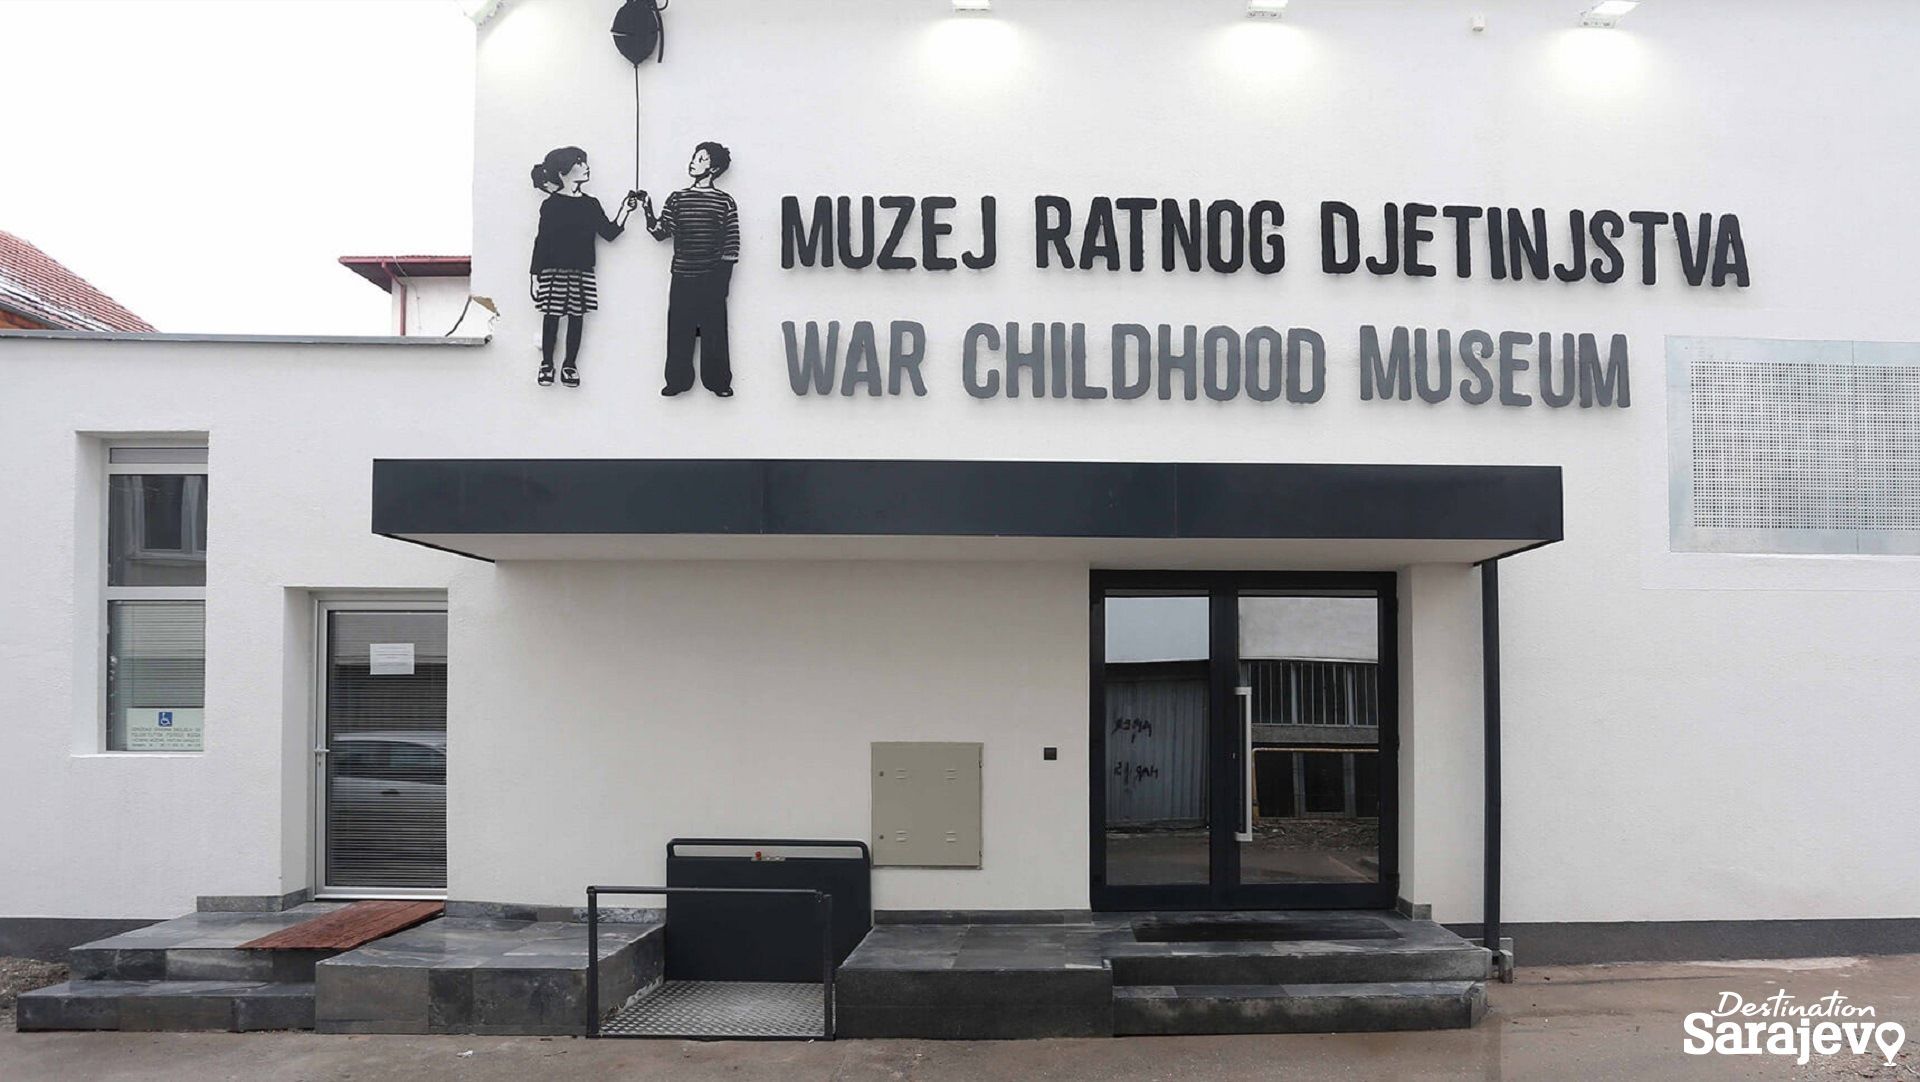 MUZEJ RATNOG DJETINJSTVA
WAR CHILDHOOD MUSEUM
Destination
Sarajevo